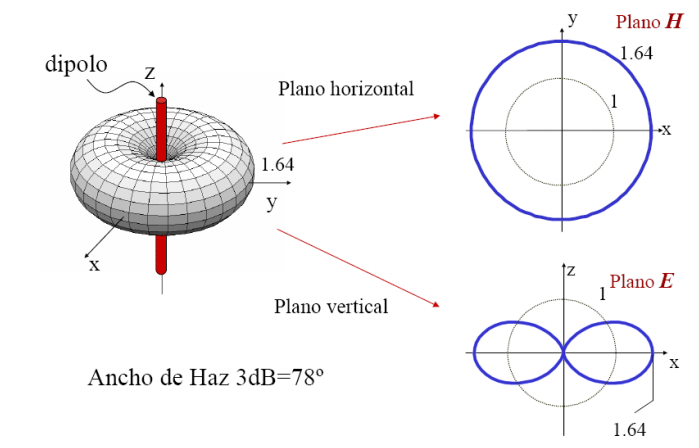 dipolo
z
1.64
y
x
Plano horizontal
Plano vertical
Ancho de Haz 3dB=78º
y
Plano H
1.64
1
x
z
Plano E
1
x
1.64